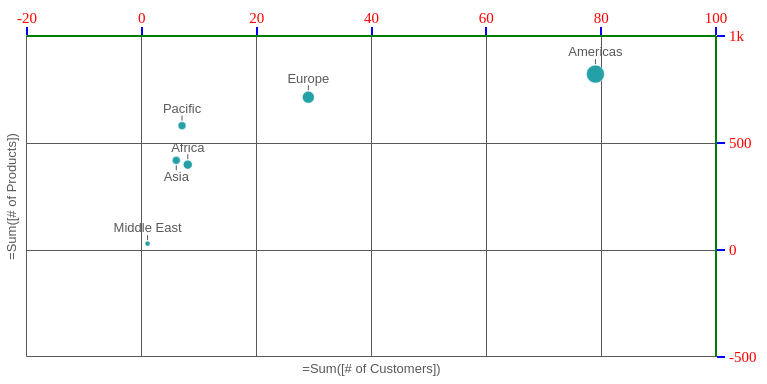 -20 0 20 40 60 80 100
1k
Americas
Europe
Pacific
500
Africa
Asia
Middle East
0
-500
=Sum([# of Products])
=Sum([# of Customers])